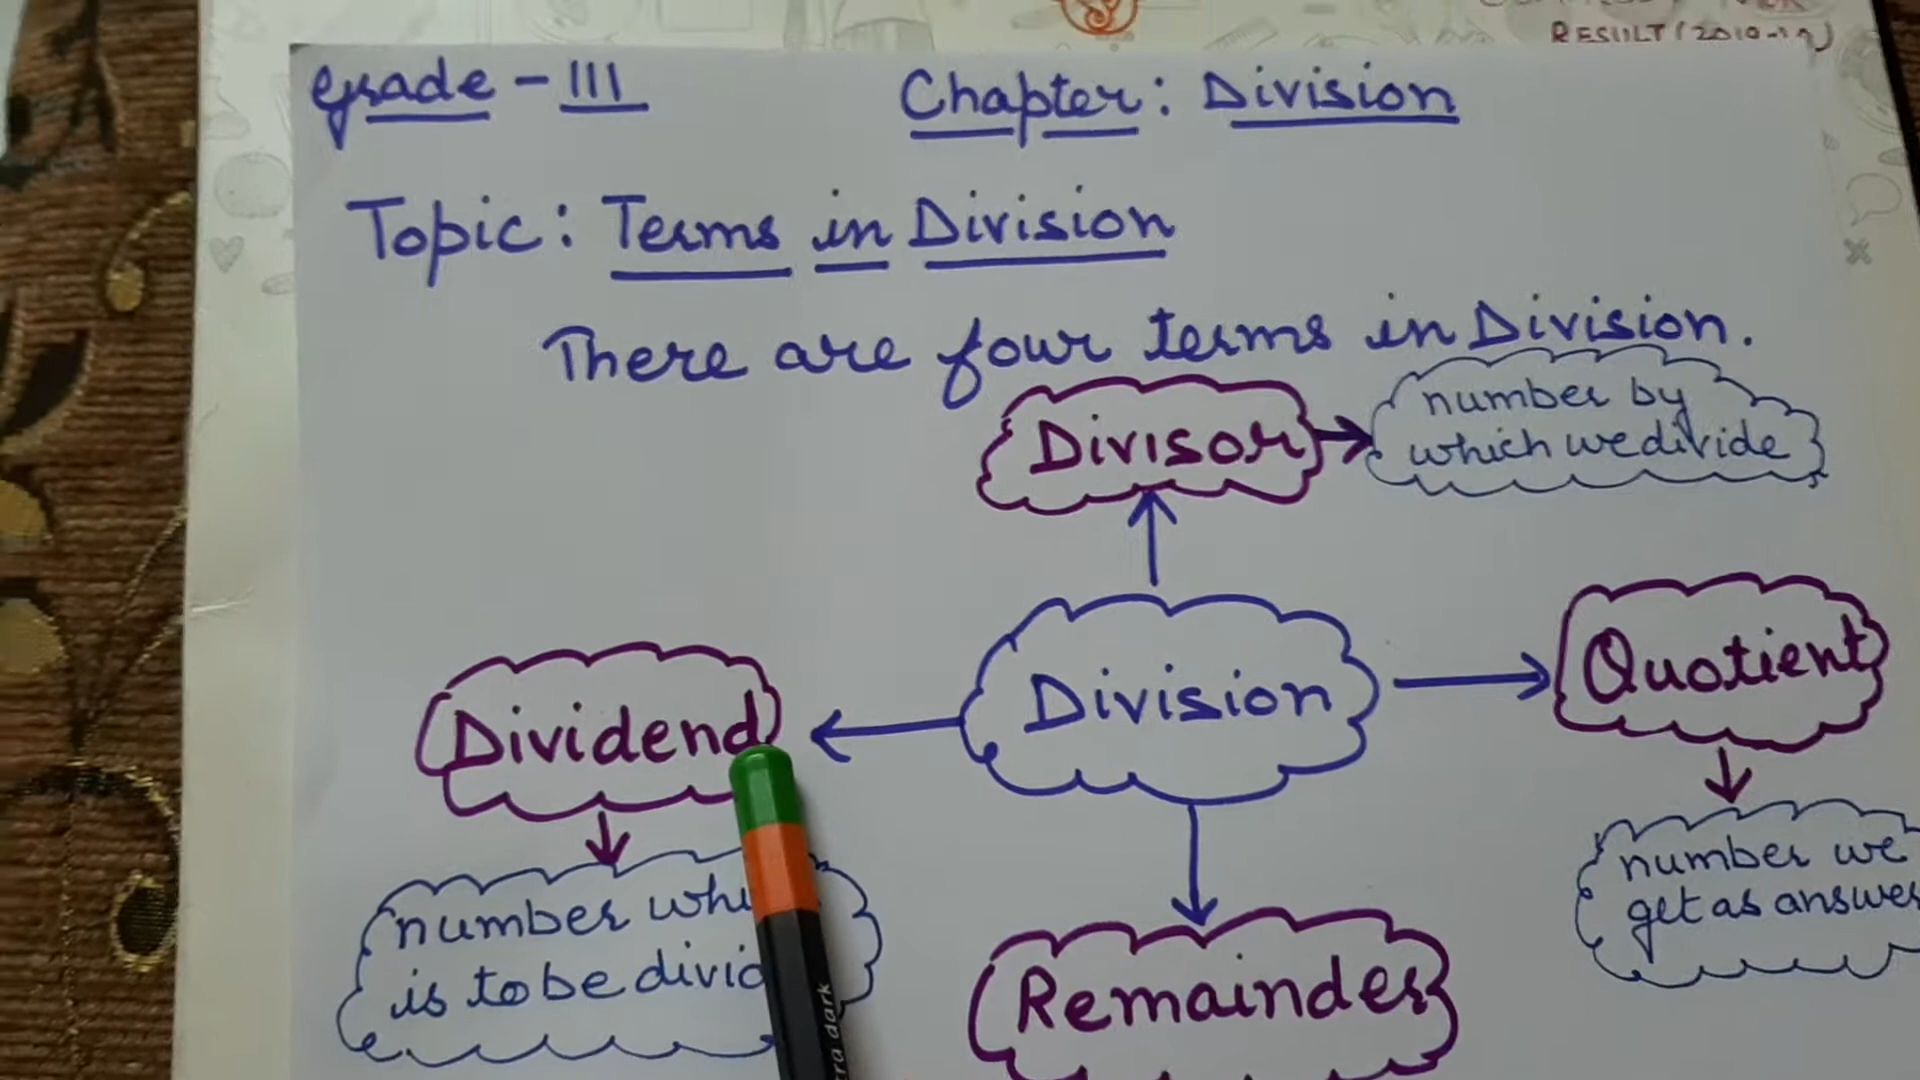 RESULT (2019-
Grade - III
Chapter: Division
Topic: Terms in Division
There are four terms in Division.
Divisor
number by
which we divide
Division
Quotient
number we
get as answer
Dividend
number
is to be
Remainder
dark